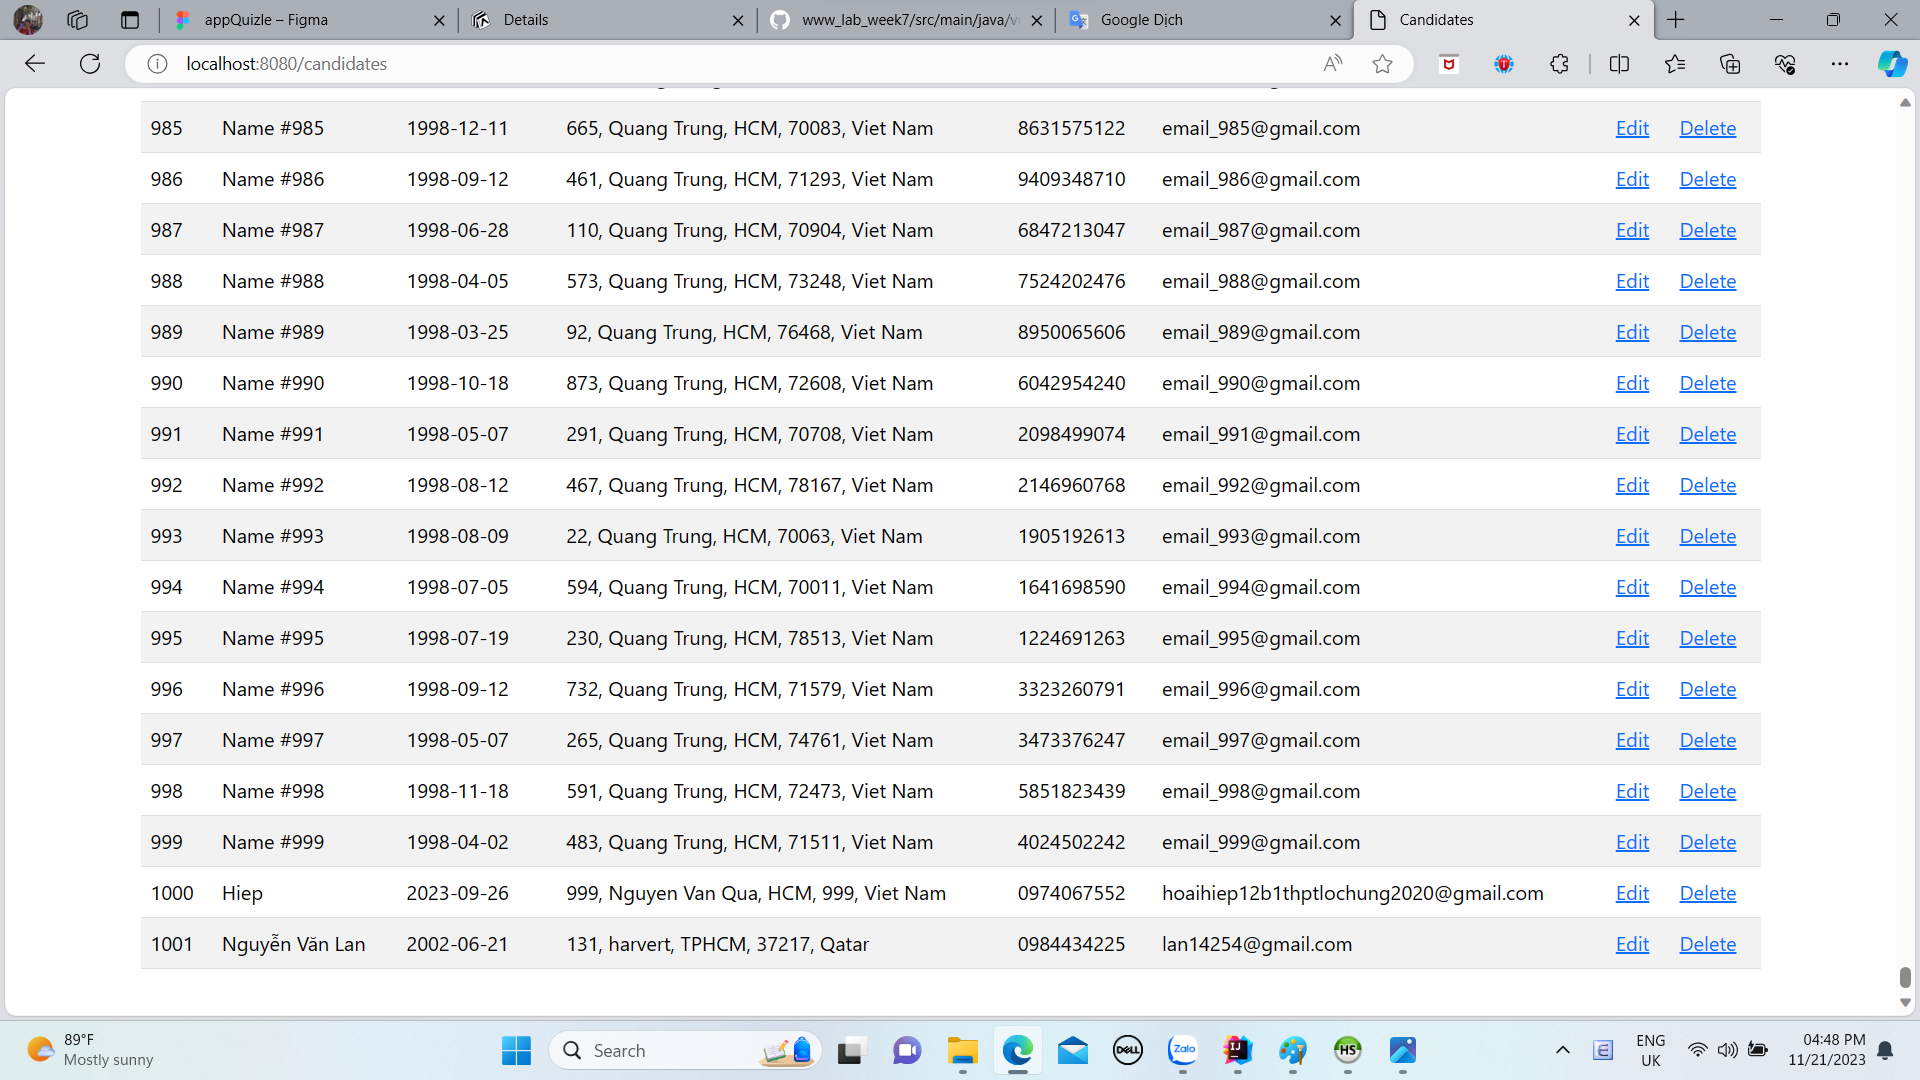 appQuizle – Figma
Details
www_lab_week7/src/main/java/v
Google Dịch
Candidates
localhost:8080/candidates
985 Name #985 1998-12-11 665, Quang Trung, HCM, 70083, Viet Nam 8631575122 email_985@gmail.com Edit Delete
986 Name #986 1998-09-12 461, Quang Trung, HCM, 71293, Viet Nam 9409348710 email_986@gmail.com Edit Delete
987 Name #987 1998-06-28 110, Quang Trung, HCM, 70904, Viet Nam 6847213047 email_987@gmail.com Edit Delete
988 Name #988 1998-04-05 573, Quang Trung, HCM, 73248, Viet Nam 7524202476 email_988@gmail.com Edit Delete
989 Name #989 1998-03-25 92, Quang Trung, HCM, 76468, Viet Nam 8950065606 email_989@gmail.com Edit Delete
990 Name #990 1998-10-18 873, Quang Trung, HCM, 72608, Viet Nam 6042954240 email_990@gmail.com Edit Delete
991 Name #991 1998-05-07 291, Quang Trung, HCM, 70708, Viet Nam 2098499074 email_991@gmail.com Edit Delete
992 Name #992 1998-08-12 467, Quang Trung, HCM, 78167, Viet Nam 2146960768 email_992@gmail.com Edit Delete
993 Name #993 1998-08-09 22, Quang Trung, HCM, 70063, Viet Nam 1905192613 email_993@gmail.com Edit Delete
994 Name #994 1998-07-05 594, Quang Trung, HCM, 70011, Viet Nam 1641698590 email_994@gmail.com Edit Delete
995 Name #995 1998-07-19 230, Quang Trung, HCM, 78513, Viet Nam 1224691263 email_995@gmail.com Edit Delete
996 Name #996 1998-09-12 732, Quang Trung, HCM, 71579, Viet Nam 3323260791 email_996@gmail.com Edit Delete
997 Name #997 1998-05-07 265, Quang Trung, HCM, 74761, Viet Nam 3473376247 email_997@gmail.com Edit Delete
998 Name #998 1998-11-18 591, Quang Trung, HCM, 72473, Viet Nam 5851823439 email_998@gmail.com Edit Delete
999 Name #999 1998-04-02 483, Quang Trung, HCM, 71511, Viet Nam 4024502242 email_999@gmail.com Edit Delete
1000 Hiep 2023-09-26 999, Nguyen Van Qua, HCM, 999, Viet Nam 0974067552 hoaihiep12b1thptlochung2020@gmail.com Edit Delete
1001 Nguyễn Văn Lan 2002-06-21 131, harvert, TPHCM, 37217, Qatar 0984434225 lan14254@gmail.com Edit Delete
89°F
Mostly sunny
Search
DELL
Zalo
IJ
HS
ENG
UK
04:48 PM
11/21/2023